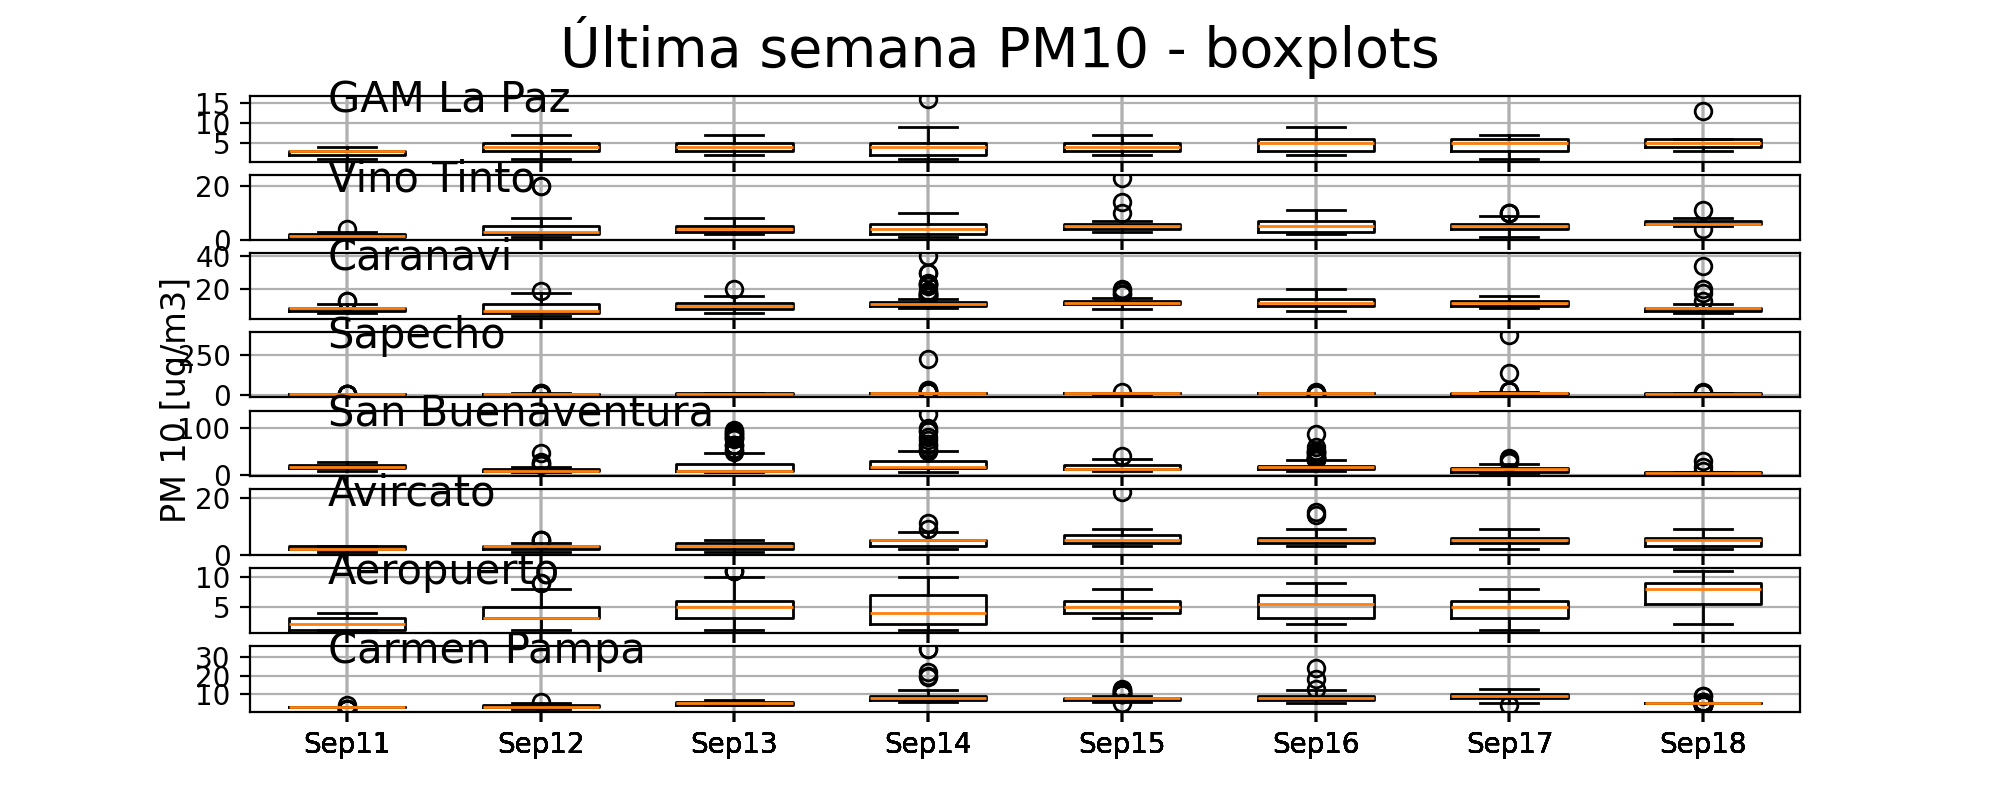 Última semana PM10 - boxplots
GAM La Paz
15
10
5
Vino Tinto
20
0
Caranavi
40
20
Sapecho
250
0
San Buenaventura
100
0
Avircato
20
0
Aeropuerto
10
5
Carmen Pampa
30
20
10
PM 10 [ug/m3]
Sep11 Sep12 Sep13 Sep14 Sep15 Sep16 Sep17 Sep18